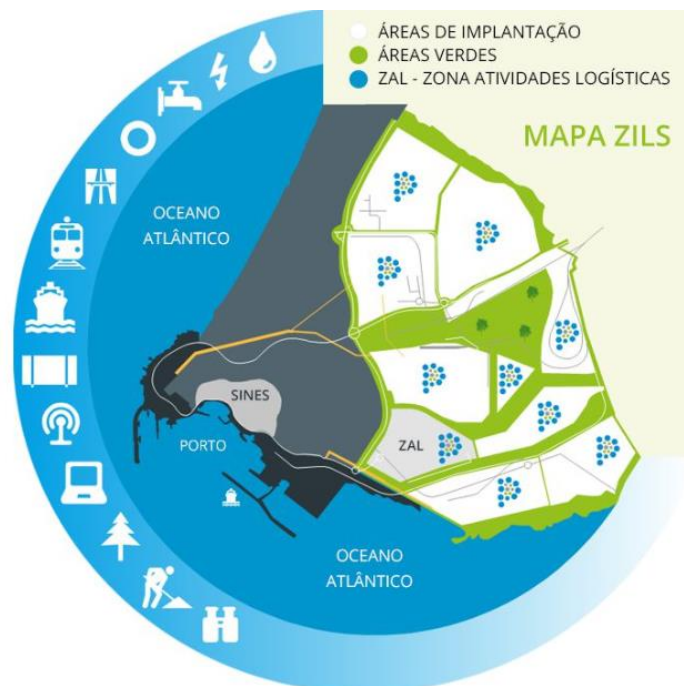 ÁREAS DE IMPLANTAÇÃO
ÁREAS VERDES
ZAL - ZONA ATIVIDADES LOGÍSTICAS
MAPA ZILS
OCEANO
ATLÂNTICO
SINES
PORTO
ZAL
OCEANO
ATLÂNTICO